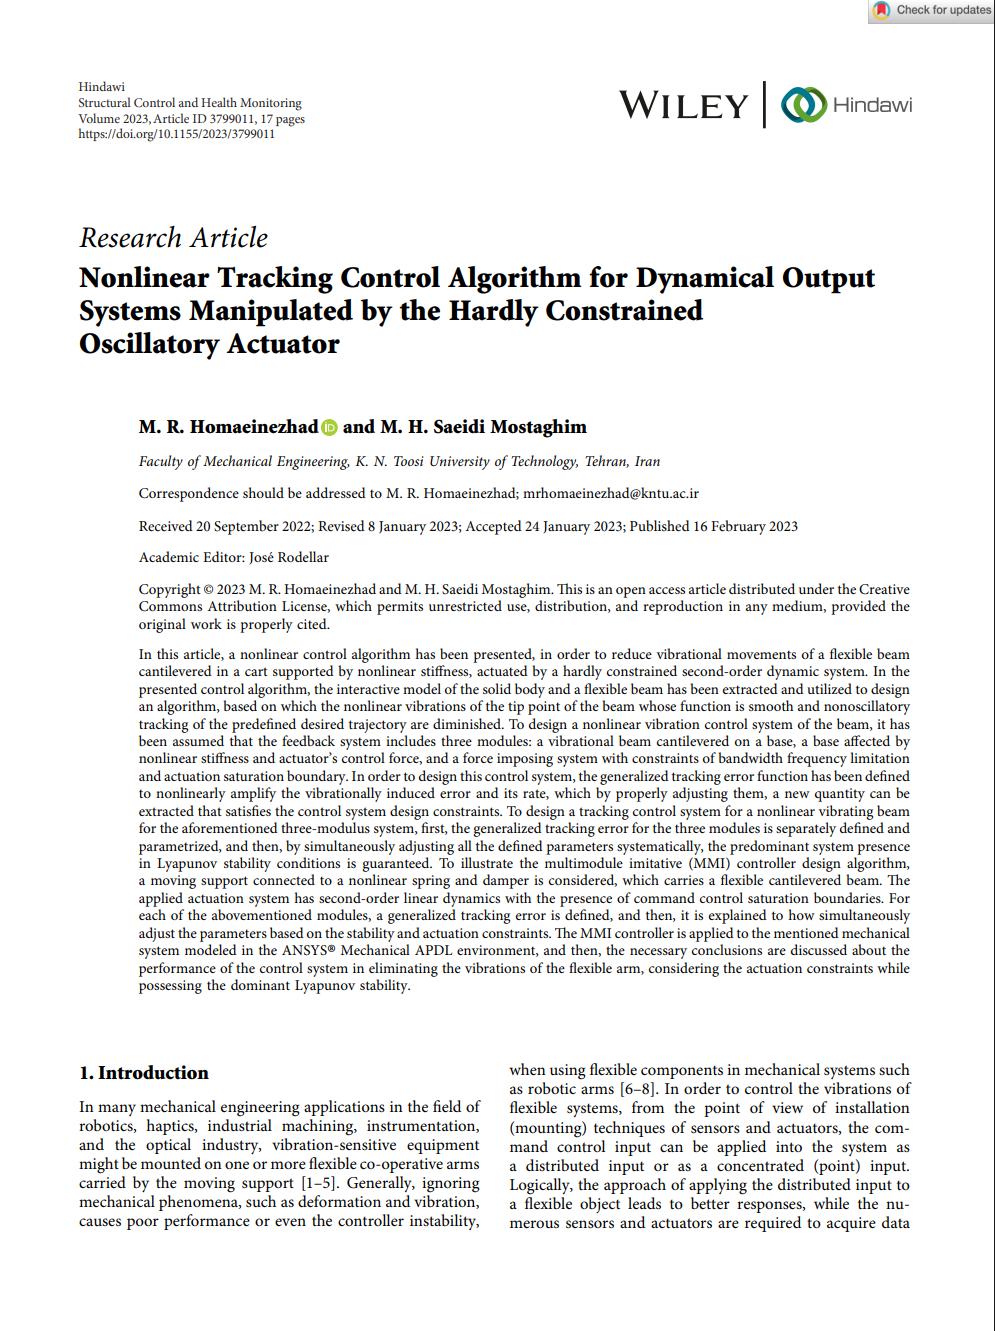 Check for updates
Hindawi
Structural Control and Health Monitoring
Volume 2023, Article ID 3799011, 17 pages
https://doi.org/10.1155/2023/3799011
WILEY
Hindawi
Research Article
Nonlinear Tracking Control Algorithm for Dynamical Output
Systems Manipulated by the Hardly Constrained
Oscillatory Actuator
M. R. Homaeinezhad iD and M. H. Saeidi Mostaghim
Faculty of Mechanical Engineering, K. N. Toosi University of Technology, Tehran, Iran
Correspondence should be addressed to M. R. Homaeinezhad; mrhomaeinezhad@kntu.ac.ir
Received 20 September 2022; Revised 8 January 2023; Accepted 24 January 2023; Published 16 February 2023
Academic Editor: José Rodellar
Copyright © 2023 M. R. Homaeinezhad and M. H. Saeidi Mostaghim. This is an open access article distributed under the Creative
Commons Attribution License, which permits unrestricted use, distribution, and reproduction in any medium, provided the
original work is properly cited.
In this article, a nonlinear control algorithm has been presented, in order to reduce vibrational movements of a flexible beam
cantilevered in a cart supported by nonlinear stiffness, actuated by a hardly constrained second-order dynamic system. In the
presented control algorithm, the interactive model of the solid body and a flexible beam has been extracted and utilized to design
an algorithm, based on which the nonlinear vibrations of the tip point of the beam whose function is smooth and nonoscillatory
tracking of the predefined desired trajectory are diminished. To design a nonlinear vibration control system of the beam, it has
been assumed that the feedback system includes three modules: a vibrational beam cantilevered on a base, a base affected by
nonlinear stiffness and actuator's control force, and a force imposing system with constraints of bandwidth frequency limitation
and actuation saturation boundary. In order to design this control system, the generalized tracking error function has been defined
to nonlinearly amplify the vibrationally induced error and its rate, which by properly adjusting them, a new quantity can be
extracted that satisfies the control system design constraints. To design a tracking control system for a nonlinear vibrating beam
for the aforementioned three-modulus system, first, the generalized tracking error for the three modules is separately defined and
parametrized, and then, by simultaneously adjusting all the defined parameters systematically, the predominant system presence
in Lyapunov stability conditions is guaranteed. To illustrate the multimodule imitative (MMI) controller design algorithm,
a moving support connected to a nonlinear spring and damper is considered, which carries a flexible cantilevered beam. The
applied actuation system has second-order linear dynamics with the presence of command control saturation boundaries. For
each of the abovementioned modules, a generalized tracking error is defined, and then, it is explained to how simultaneously
adjust the parameters based on the stability and actuation constraints. The MMI controller is applied to the mentioned mechanical
system modeled in the ANSYS® Mechanical APDL environment, and then, the necessary conclusions are discussed about the
performance of the control system in eliminating the vibrations of the flexible arm, considering the actuation constraints while
possessing the dominant Lyapunov stability.
1. Introduction
In many mechanical engineering applications in the field of
robotics, haptics, industrial machining, instrumentation,
and the optical industry, vibration-sensitive equipment
might be mounted on one or more flexible co-operative arms
carried by the moving support [1–5]. Generally, ignoring
mechanical phenomena, such as deformation and vibration,
causes poor performance or even the controller instability,
when using flexible components in mechanical systems such
as robotic arms [6–8]. In order to control the vibrations of
flexible systems, from the point of view of installation
(mounting) techniques of sensors and actuators, the com-
mand control input can be applied into the system as
a distributed input or as a concentrated (point) input.
Logically, the approach of applying the distributed input to
a flexible object leads to better responses, while the nu-
merous sensors and actuators are required to acquire data